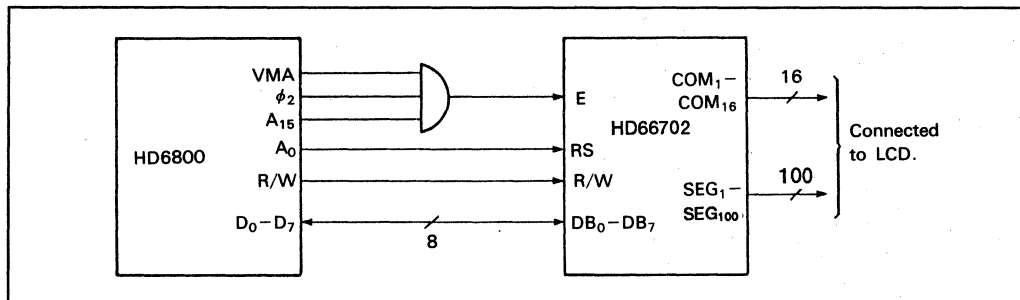 HD6800
VMA
ϕ2
A15
A0
R/W
D0–D7
8
E
RS
R/W
DB0–DB7
HD66702
COM1–
COM16
SEG1–
SEG100
16
100
Connected
to LCD.